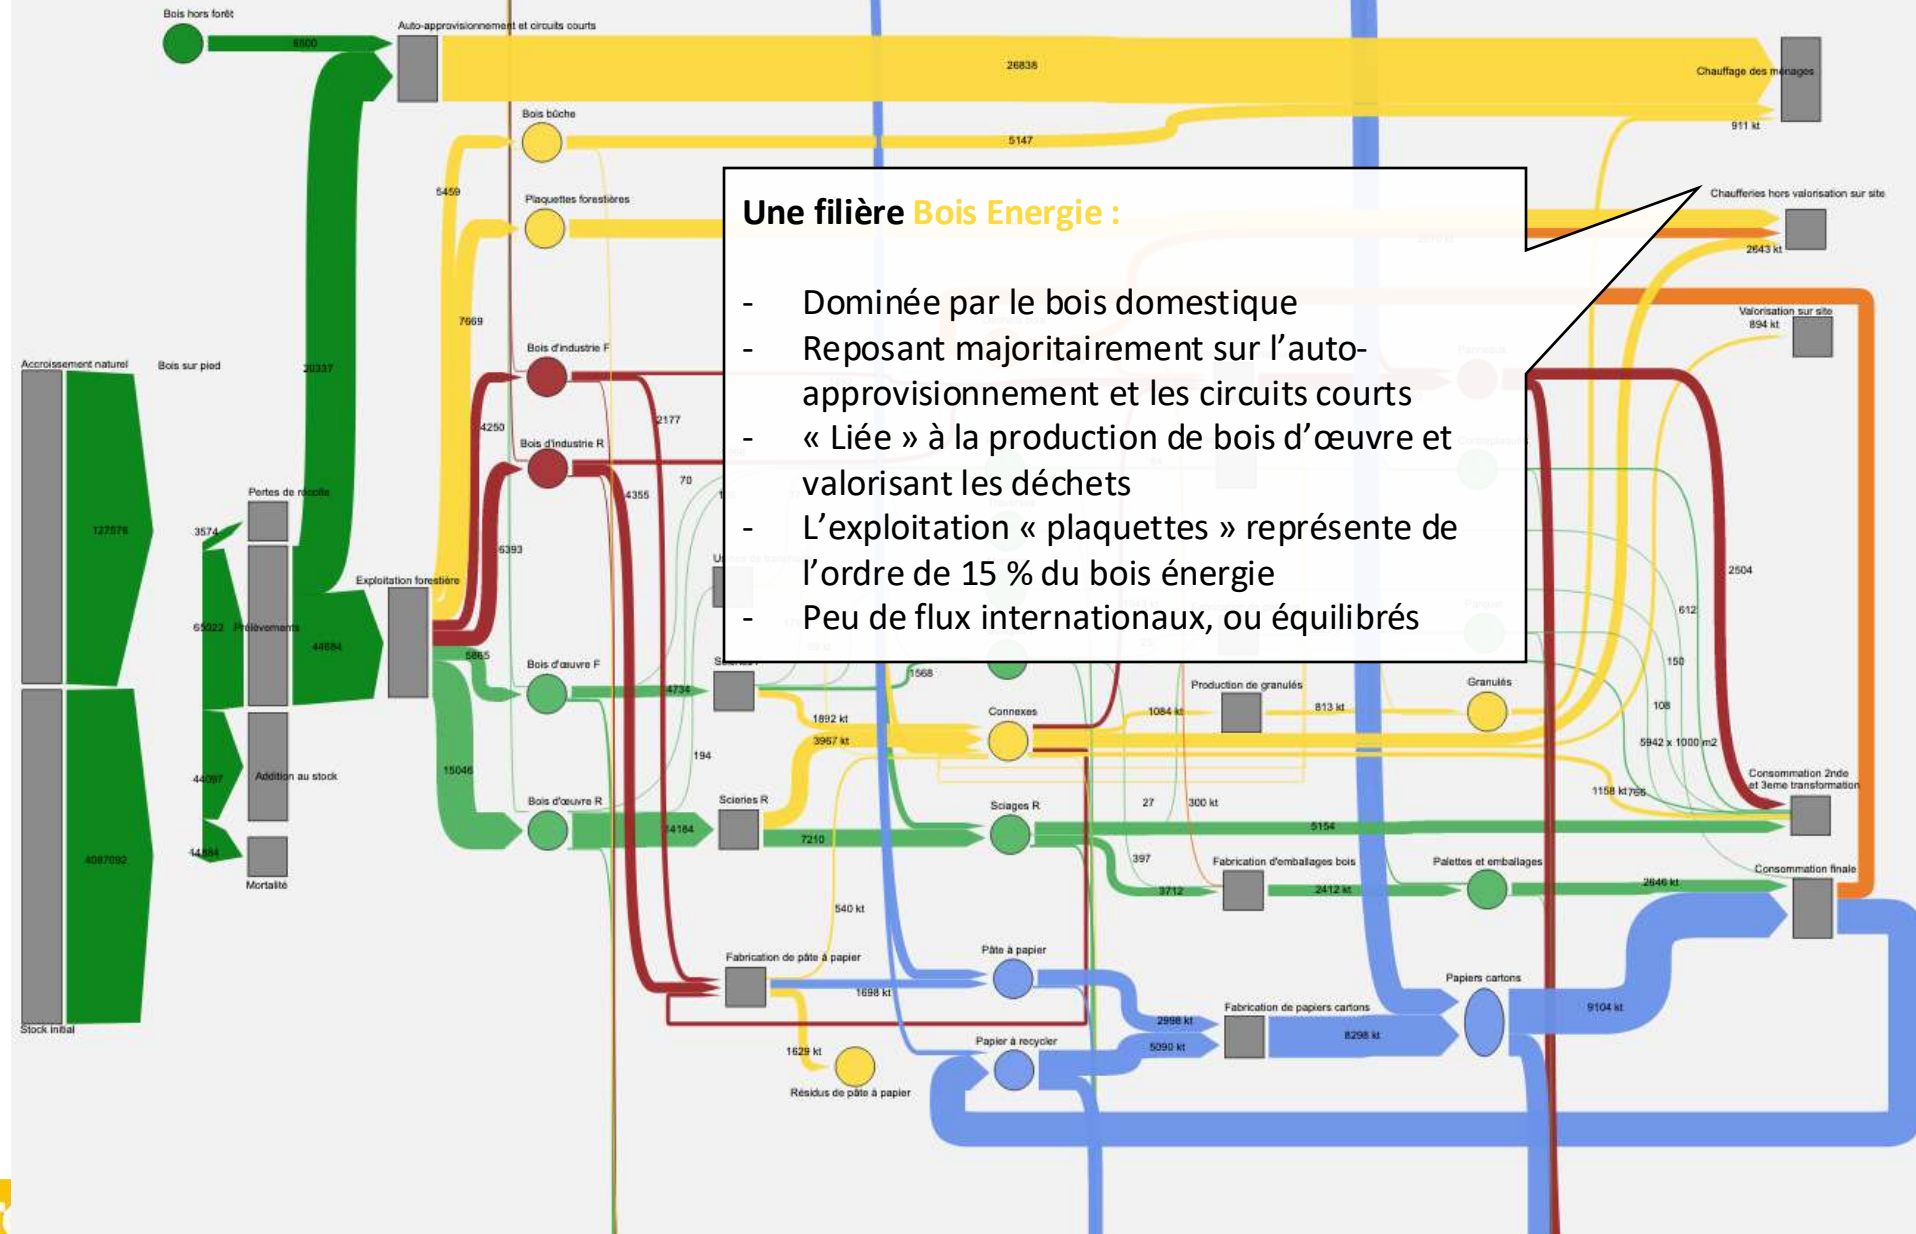 Bois hors forêt
6500
Auto-approvisionnement et circuits courts
26838
Chauffage des ménages
911 kt
Bois bûche
5147
5459
Plaquettes forestières
Chaufferies hors valorisation sur site
2643 kt
Une filière Bois Energie :
- Dominée par le bois domestique
- Reposant majoritairement sur l’auto-
approvisionnement et les circuits courts
- « Liée » à la production de bois d’œuvre et
valorisant les déchets
- L’exploitation « plaquettes » représente de
l’ordre de 15 % du bois énergie
- Peu de flux internationaux, ou équilibrés
7669
Valorisation sur site
894 kt
Bois d'industrie F
Accroissement naturel
Bois sur pied
20337
4250
2177
Bois d'industrie R
70
4355
Pertes de récolte
127576
3574
6393
2504
Exploitation forestière
612
65022
Prélèvements
44684
5865
Bois d'œuvre F
4734
1568
150
Production de granulés
Granulés
1084 kt
813 kt
108
Connexes
1892 kt
3967 kt
5942 x 1000 m2
194
15046
44097
Addition au stock
Consommation 2nde
et 3eme transformation
1158 kt
766
Bois d'œuvre R
Scieries R
Sciages R
27
300 kt
14184
7210
5154
14884
4087092
397
Fabrication d'emballages bois
Palettes et emballages
Consommation finale
Mortalité
3712
2412 kt
2646 kt
540 kt
Fabrication de pâte à papier
Pâte à papier
Papiers cartons
1698 kt
Fabrication de papiers cartons
9104 kt
2998 kt
8298 kt
Stock initial
Papier à recycler
5090 kt
1629 kt
Résidus de pâte à papier